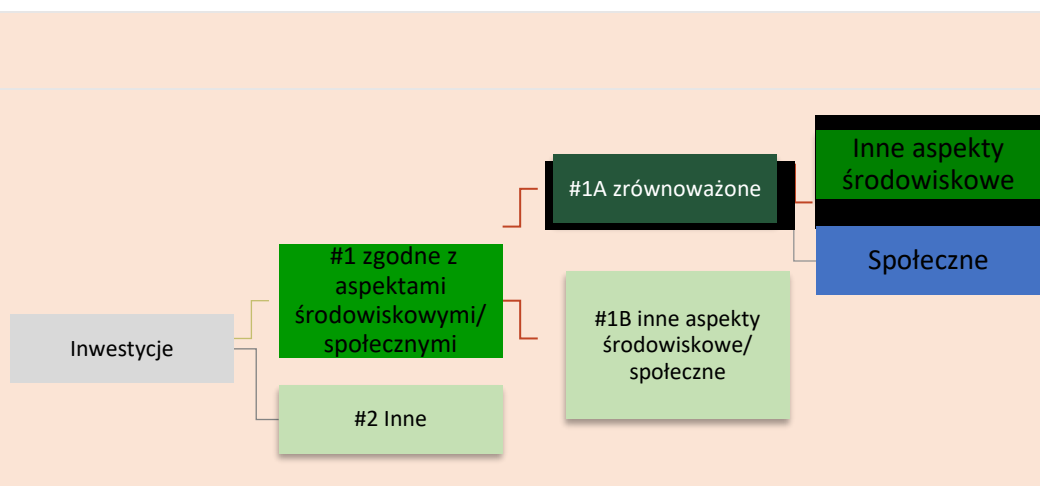 Inwestycje
#1 zgodne z
aspektami
środowiskowymi/
społecznymi
#2 Inne
#1A zrównoważone
#1B inne aspekty
środowiskowe/
społeczne
Inne aspekty
środowiskowe
Społeczne